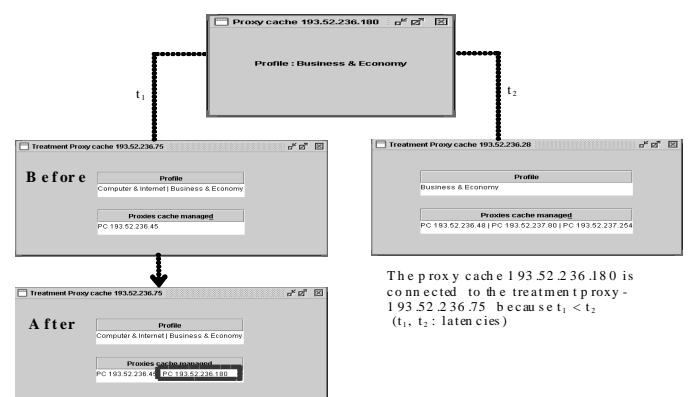 Proxy cache 193.52.236.180
Profile : Business & Economy
t1
t2
Treatment Proxy cache 193.52.236.75
Before
Profile
Computer & Internet | Business & Economy
Proxies cache managed
PC 193.52.236.45
Treatment Proxy cache 193.52.236.28
Profile
Business & Economy
Proxies cache managed
PC 193.52.236.48 | PC 193.52.237.80 | PC 193.52.237.254
The proxy cache 193.52.236.180 is
connected to the treatment proxy-
193.52.236.75 because t1 < t2
(t1, t2 : latencies)
Treatment Proxy cache 193.52.236.75
After
Profile
Computer & Internet | Business & Economy
Proxies cache managed
PC 193.52.236.45 PC 193.52.236.180